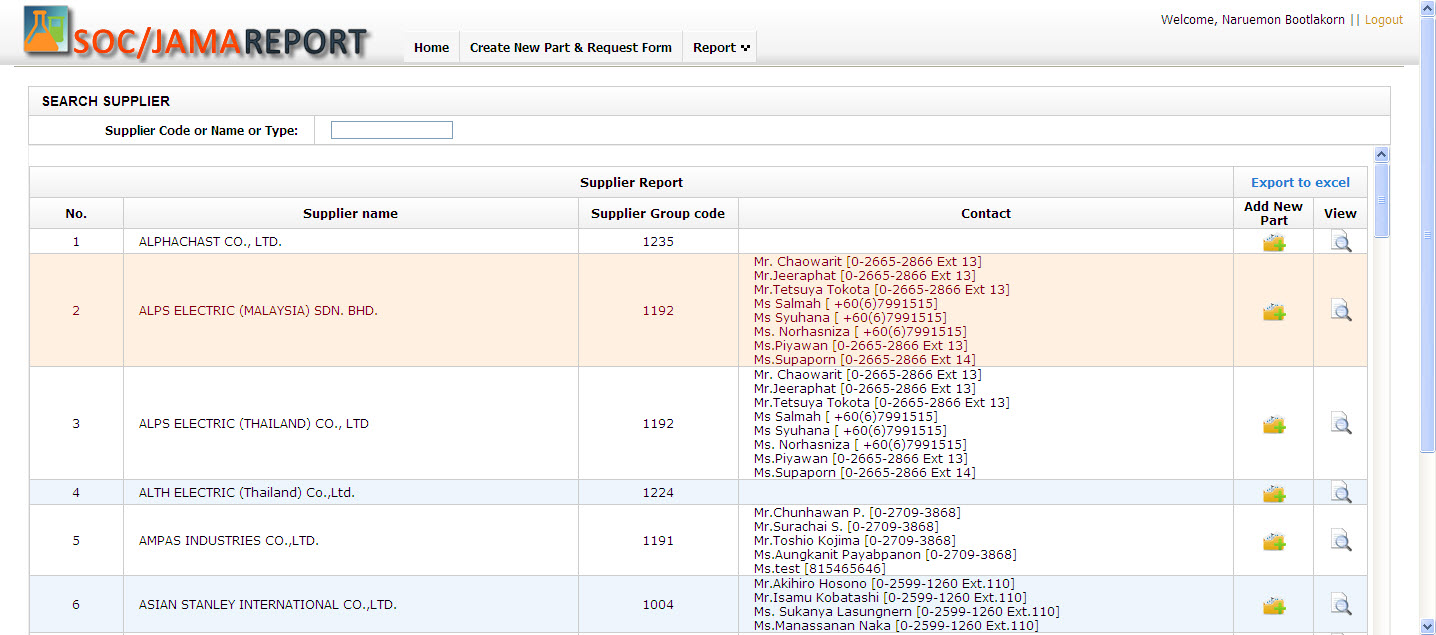 Welcome, Naruemon Bootlakorn || Logout
SOC/JAMAREPORT
Home
Create New Part & Request Form
Report
SEARCH SUPPLIER
Supplier Code or Name or Type:
Supplier Report
Export to excel
No.
Supplier name
Supplier Group code
Contact
Add New
Part
View
1
ALPHACHAST CO., LTD.
1235
2
ALPS ELECTRIC (MALAYSIA) SDN. BHD.
1192
Mr. Chaowarit [0-2665-2866 Ext 13]
Mr.Jeeraphat [0-2665-2866 Ext 13]
Mr.Tetsuya Tokota [0-2665-2866 Ext 13]
Ms Salmah [ +60(6)7991515]
Ms Syuhana [ +60(6)7991515]
Ms. Norhasniza [ +60(6)7991515]
Ms.Piyawan [0-2665-2866 Ext 13]
Ms.Supaporn [0-2665-2866 Ext 14]
3
ALPS ELECTRIC (THAILAND) CO., LTD
1192
Mr. Chaowarit [0-2665-2866 Ext 13]
Mr.Jeeraphat [0-2665-2866 Ext 13]
Mr.Tetsuya Tokota [0-2665-2866 Ext 13]
Ms Salmah [ +60(6)7991515]
Ms Syuhana [ +60(6)7991515]
Ms. Norhasniza [ +60(6)7991515]
Ms.Piyawan [0-2665-2866 Ext 13]
Ms.Supaporn [0-2665-2866 Ext 14]
4
ALTH ELECTRIC (Thailand) Co.,Ltd.
1224
5
AMPAS INDUSTRIES CO.,LTD.
1191
Mr.Chunhawan P. [0-2709-3868]
Mr.Surachai S. [0-2709-3868]
Mr.Toshio Kojima [0-2709-3868]
Ms.Aungkanit Payabpanon [0-2709-3868]
Ms.test [815465646]
6
ASIAN STANLEY INTERNATIONAL CO.,LTD.
1004
Mr.Akihiro Hosono [0-2599-1260 Ext.110]
Mr.Isamu Kobatashi [0-2599-1260 Ext.110]
Ms. Sukanya Lasungnern [0-2599-1260 Ext.110]
Ms.Manassanan Naka [0-2599-1260 Ext.110]